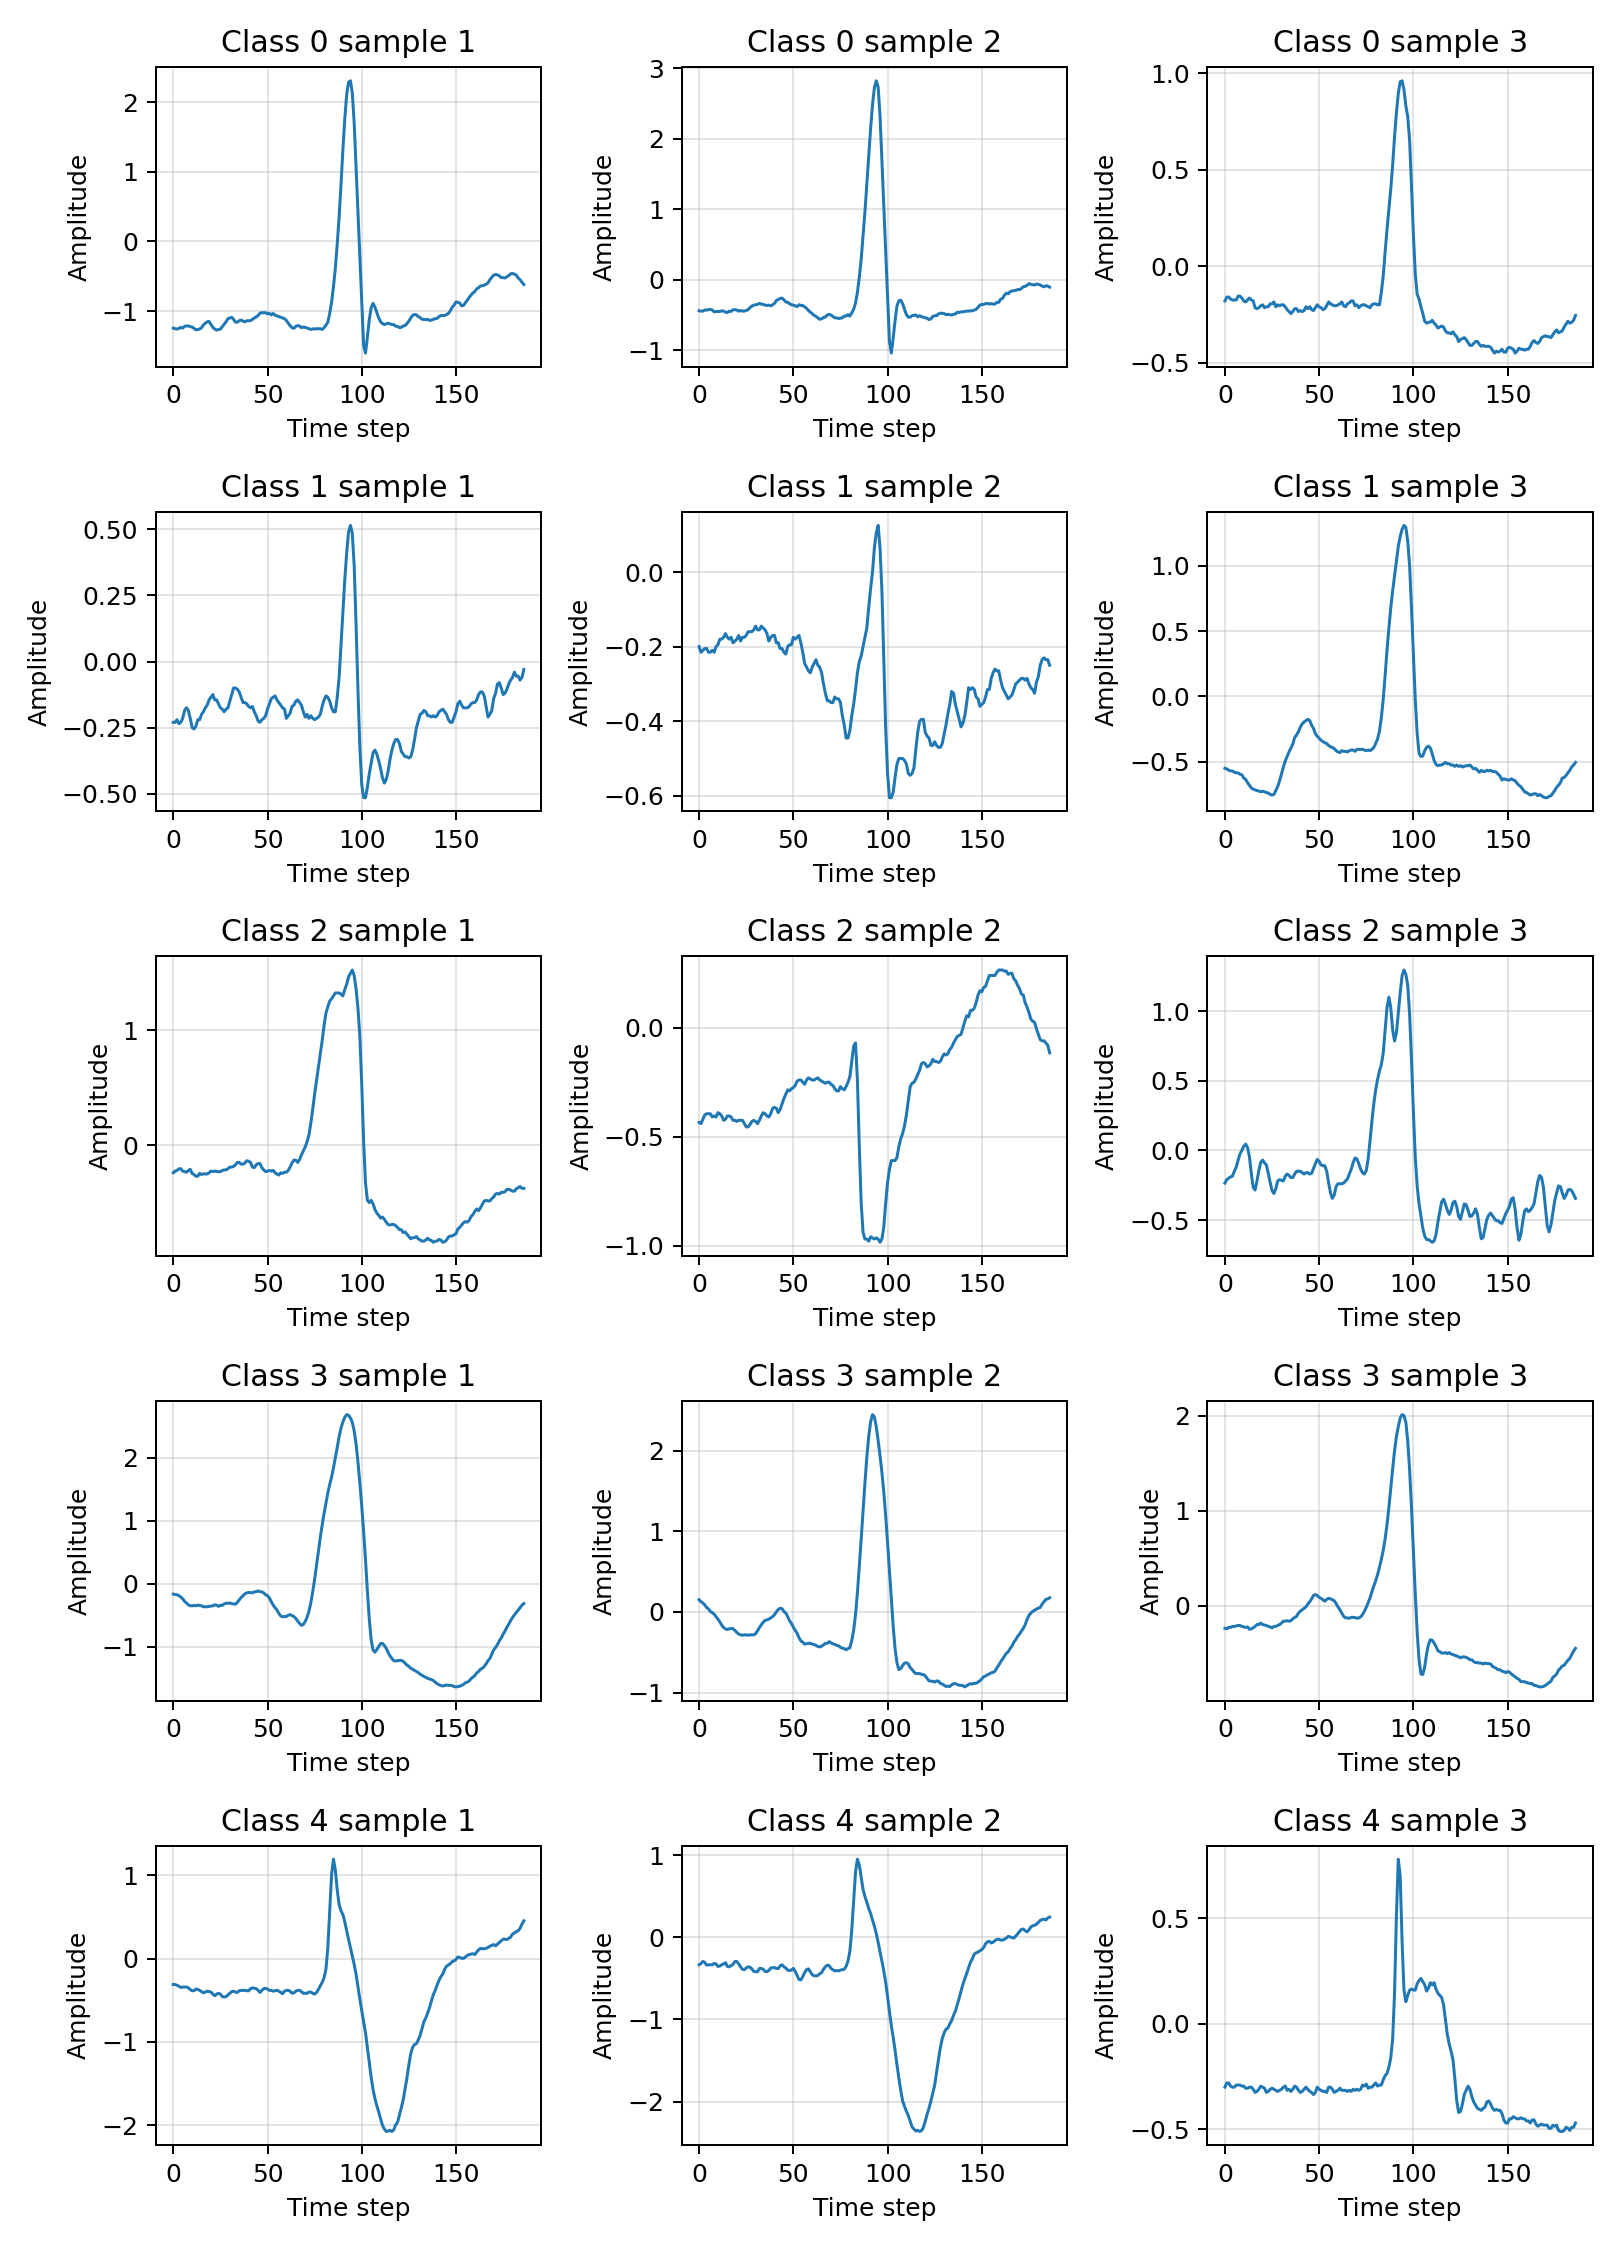 Class 0 sample 1
2
1
0
−1
Amplitude
0 50 100 150
Time step
Class 0 sample 2
3
2
1
0
−1
Amplitude
0 50 100 150
Time step
Class 0 sample 3
1.0
0.5
0.0
−0.5
Amplitude
0 50 100 150
Time step
Class 1 sample 1
0.50
0.25
0.00
−0.25
−0.50
Amplitude
0 50 100 150
Time step
Class 1 sample 2
0.0
−0.2
−0.4
−0.6
Amplitude
0 50 100 150
Time step
Class 1 sample 3
1.0
0.5
0.0
−0.5
Amplitude
0 50 100 150
Time step
Class 2 sample 1
1
0
Amplitude
0 50 100 150
Time step
Class 2 sample 2
0.0
−0.5
−1.0
Amplitude
0 50 100 150
Time step
Class 2 sample 3
1.0
0.5
0.0
−0.5
Amplitude
0 50 100 150
Time step
Class 3 sample 1
2
1
0
−1
Amplitude
0 50 100 150
Time step
Class 3 sample 2
2
1
0
−1
Amplitude
0 50 100 150
Time step
Class 3 sample 3
2
1
0
Amplitude
0 50 100 150
Time step
Class 4 sample 1
1
0
−1
−2
Amplitude
0 50 100 150
Time step
Class 4 sample 2
1
0
−1
−2
Amplitude
0 50 100 150
Time step
Class 4 sample 3
0.5
0.0
−0.5
Amplitude
0 50 100 150
Time step